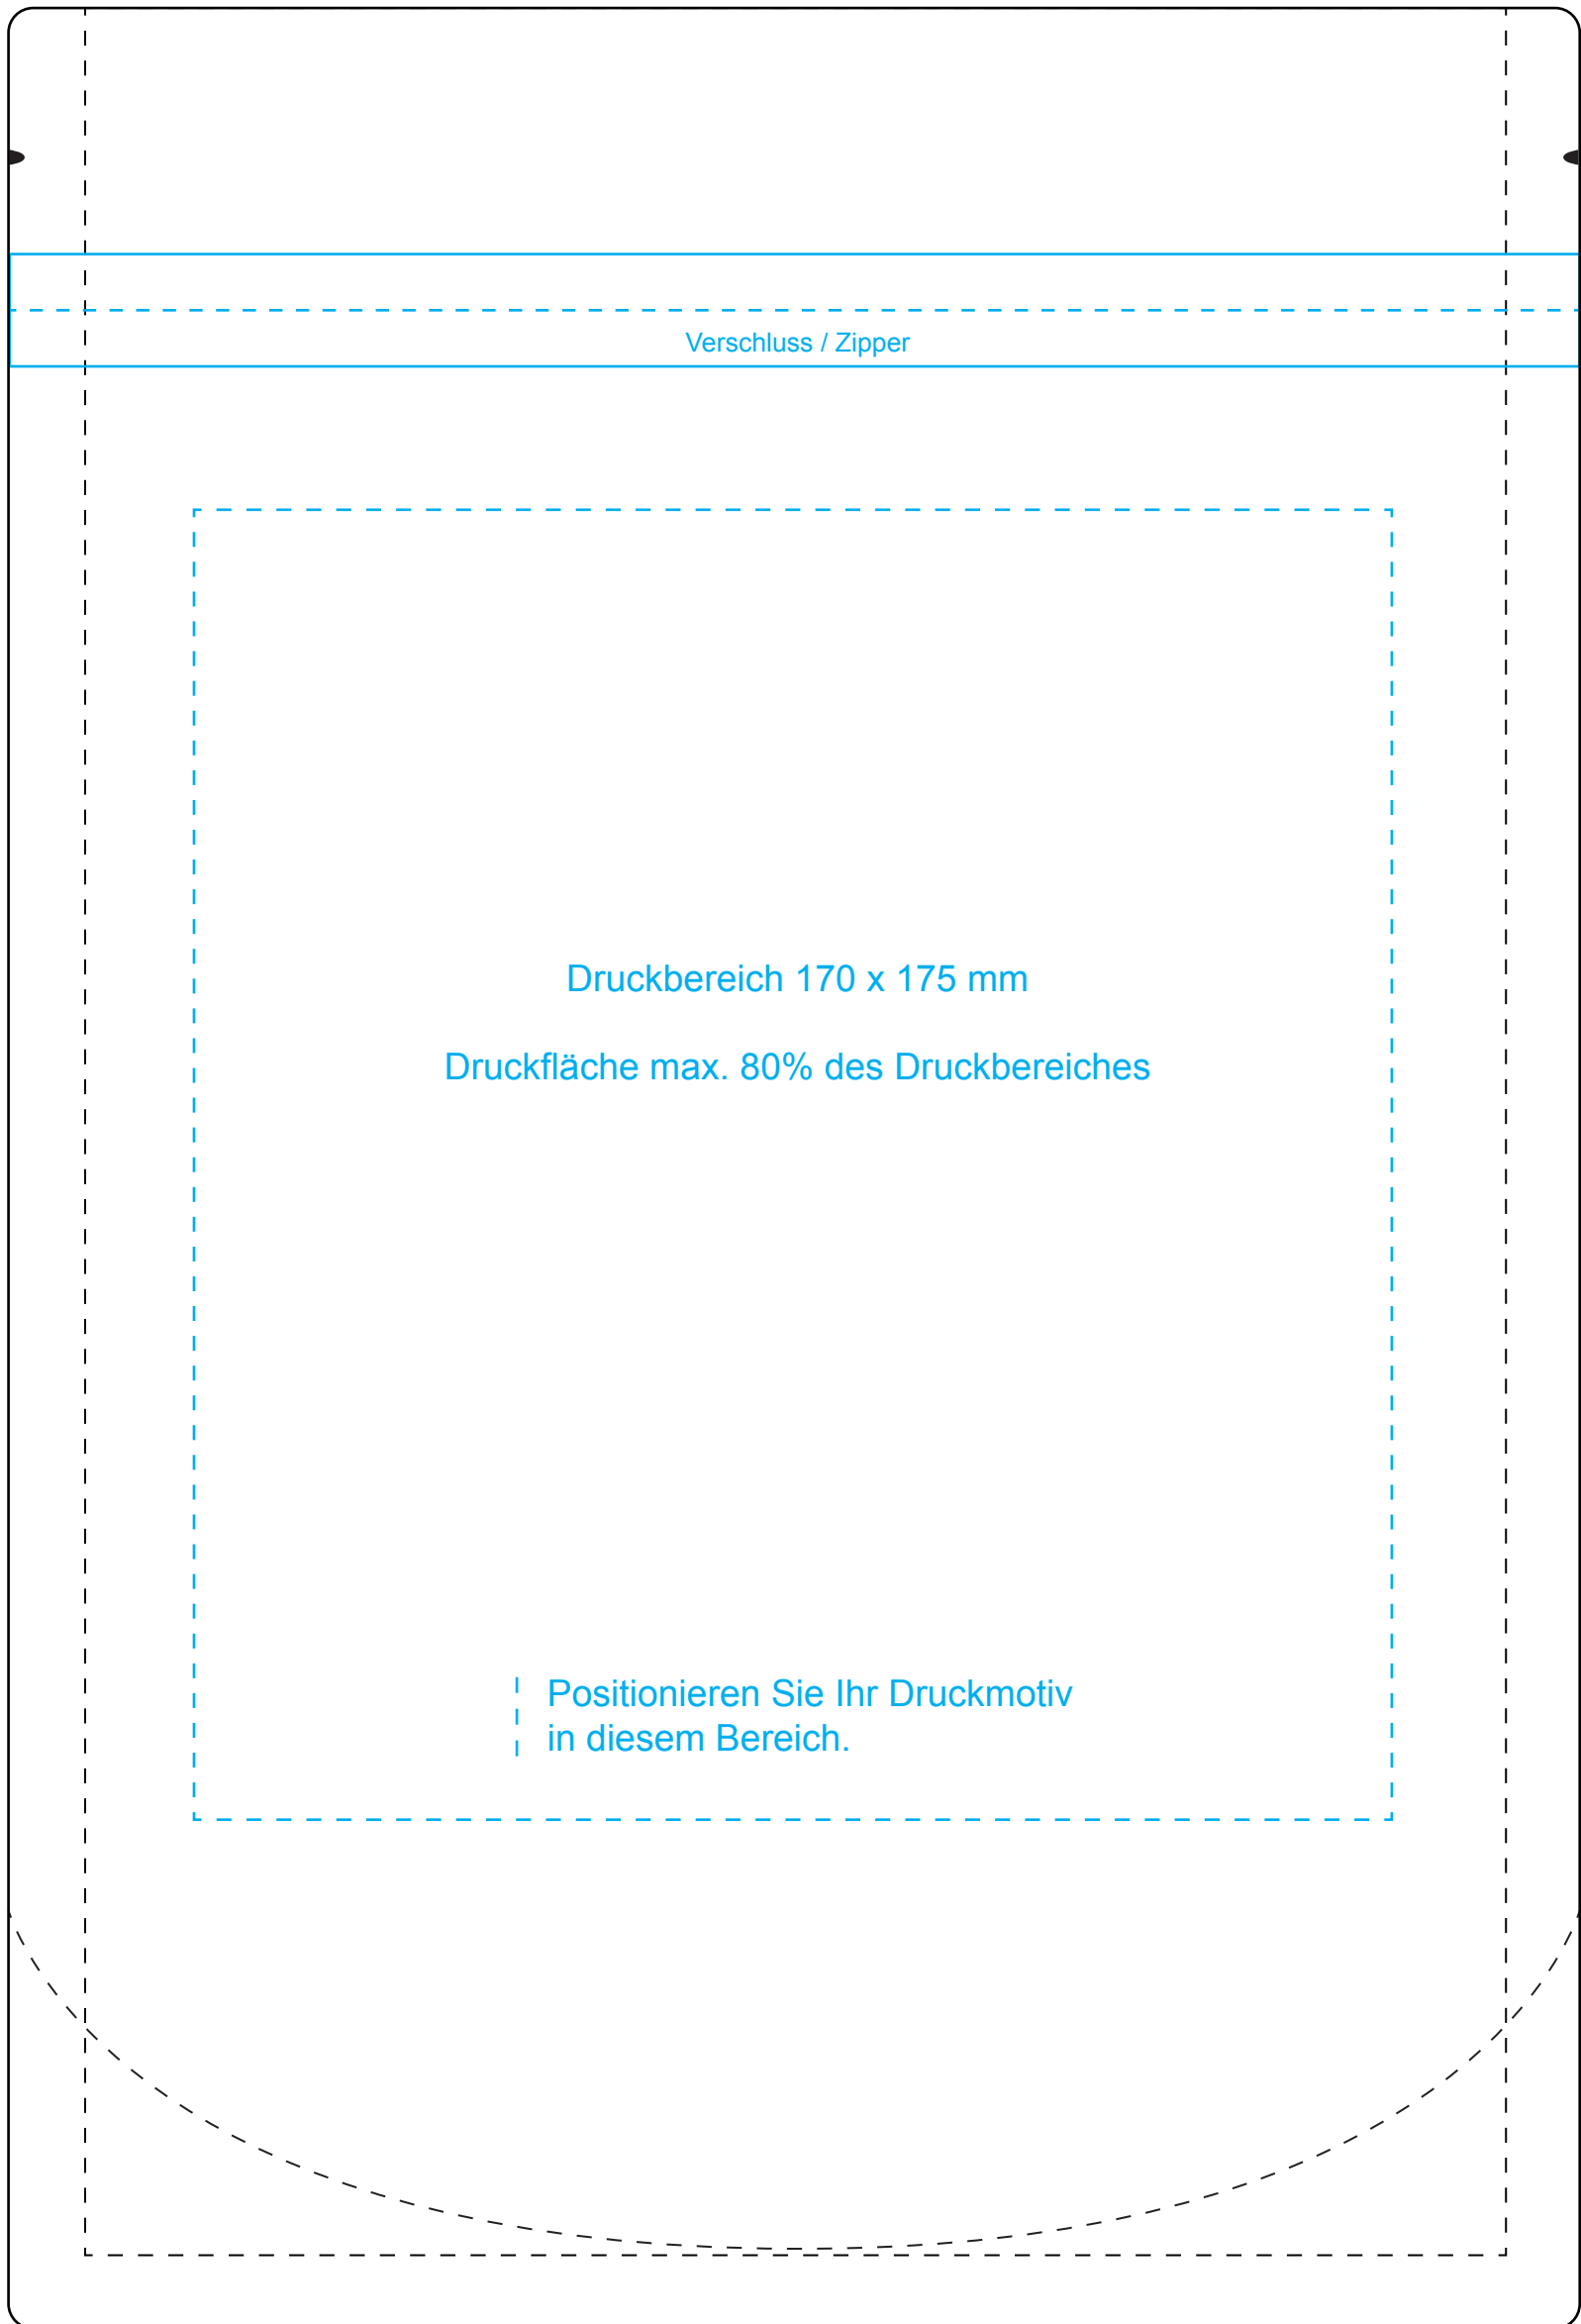 Verschluss / Zipper
Druckbereich 170 x 175 mm
Druckfläche max. 80% des Druckbereiches
Positionieren Sie Ihr Druckmotiv
in diesem Bereich.